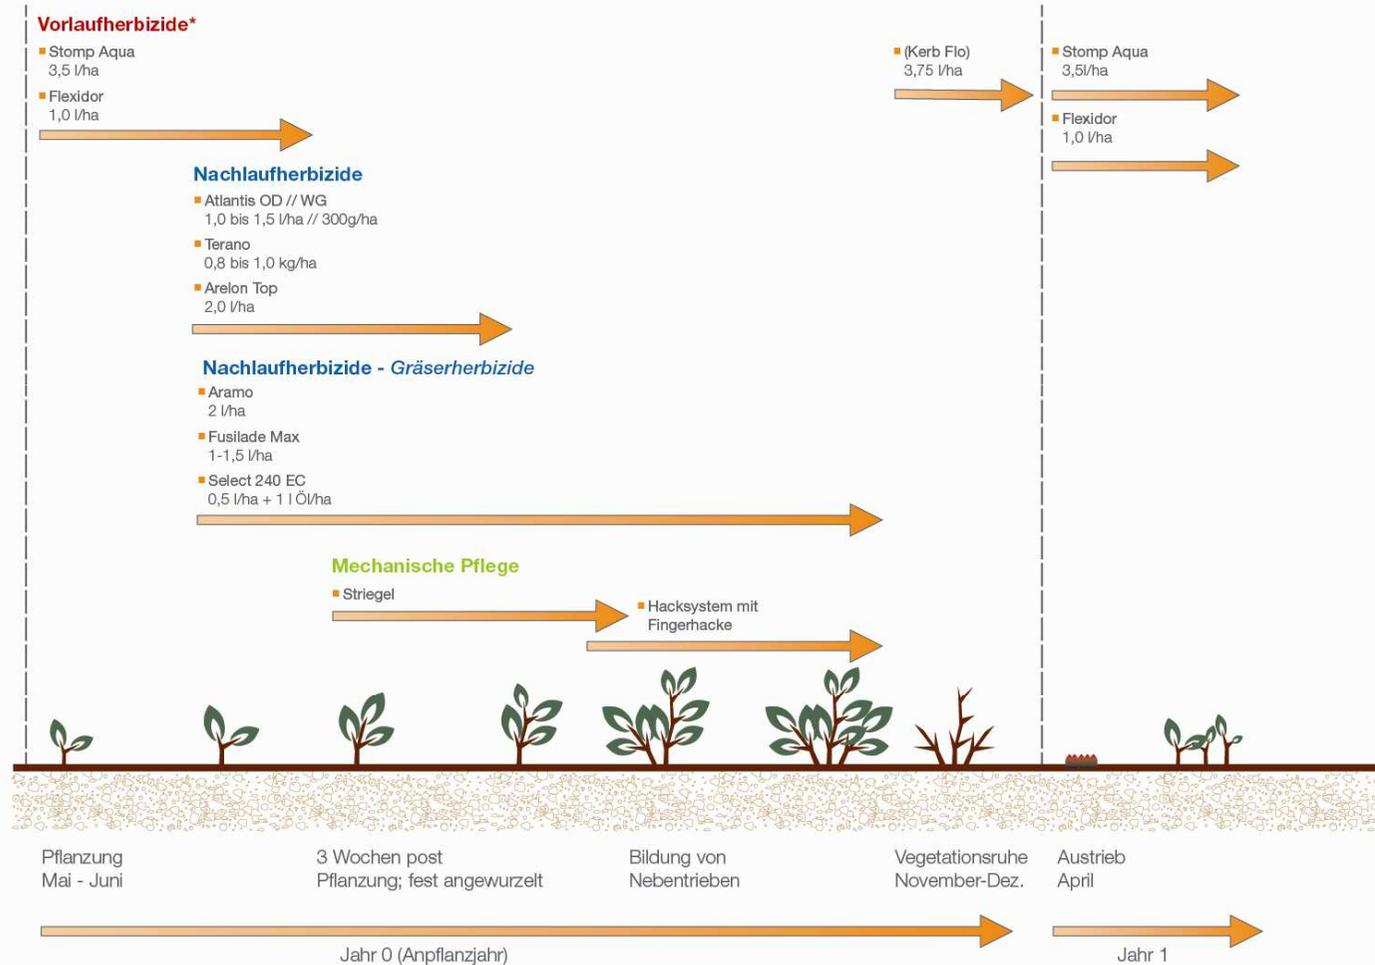 Vorlaufherbizide*
Stomp Aqua
3,5 l/ha
Flexidor
1,0 l/ha
(Kerb Flo)
3,75 l/ha
Stomp Aqua
3,5l/ha
Flexidor
1,0 l/ha
Nachlaufherbizide
Atlantis OD // WG
1,0 bis 1,5 l/ha // 300g/ha
Terano
0,8 bis 1,0 kg/ha
Arelon Top
2,0 l/ha
Nachlaufherbizide - Gräserherbizide
Aramo
2 l/ha
Fusilade Max
1-1,5 l/ha
Select 240 EC
0,5 l/ha + 1 l Öl/ha
Mechanische Pflege
Striegel
Hacksystem mit
Fingerhacke
Pflanzung
Mai - Juni
3 Wochen post
Pflanzung; fest angewurzelt
Bildung von
Nebentrieben
Vegetationsruhe
November-Dez.
Austrieb
April
Jahr 0 (Anpflanzjahr)
Jahr 1